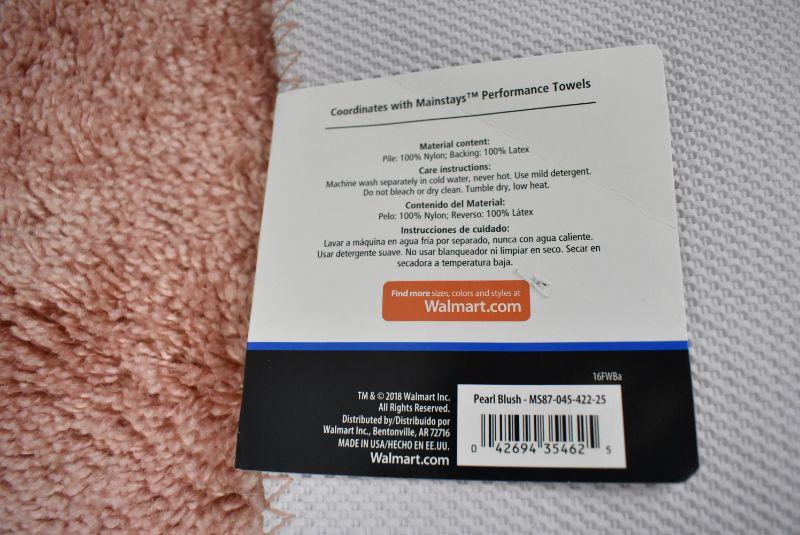 Coordinates with Mainstays™ Performance Towels
Material content:
Pile: 100% Nylon; Backing: 100% Latex
Care instructions:
Machine wash separately in cold water, never hot. Use mild detergent.
Do not bleach or dry clean. Tumble dry, low heat.
Contenido del Material:
Pelo: 100% Nylon; Reverso: 100% Látex
Instrucciones de cuidado:
Lavar a máquina en agua fría por separado, nunca con agua caliente.
Usar detergente suave. No usar blanqueador ni limpiar en seco. Secar en
secadora a temperatura baja.
Find more sizes, colors and styles at
Walmart.com
16FWBa
TM & © 2018 Walmart Inc.
All Rights Reserved.
Distributed by/Distribuido por
Walmart Inc., Bentonville, AR 72716
MADE IN USA/HECHO EN EE.UU.
Walmart.com
Pearl Blush - MS87-045-422-25
0 42694 35462 5